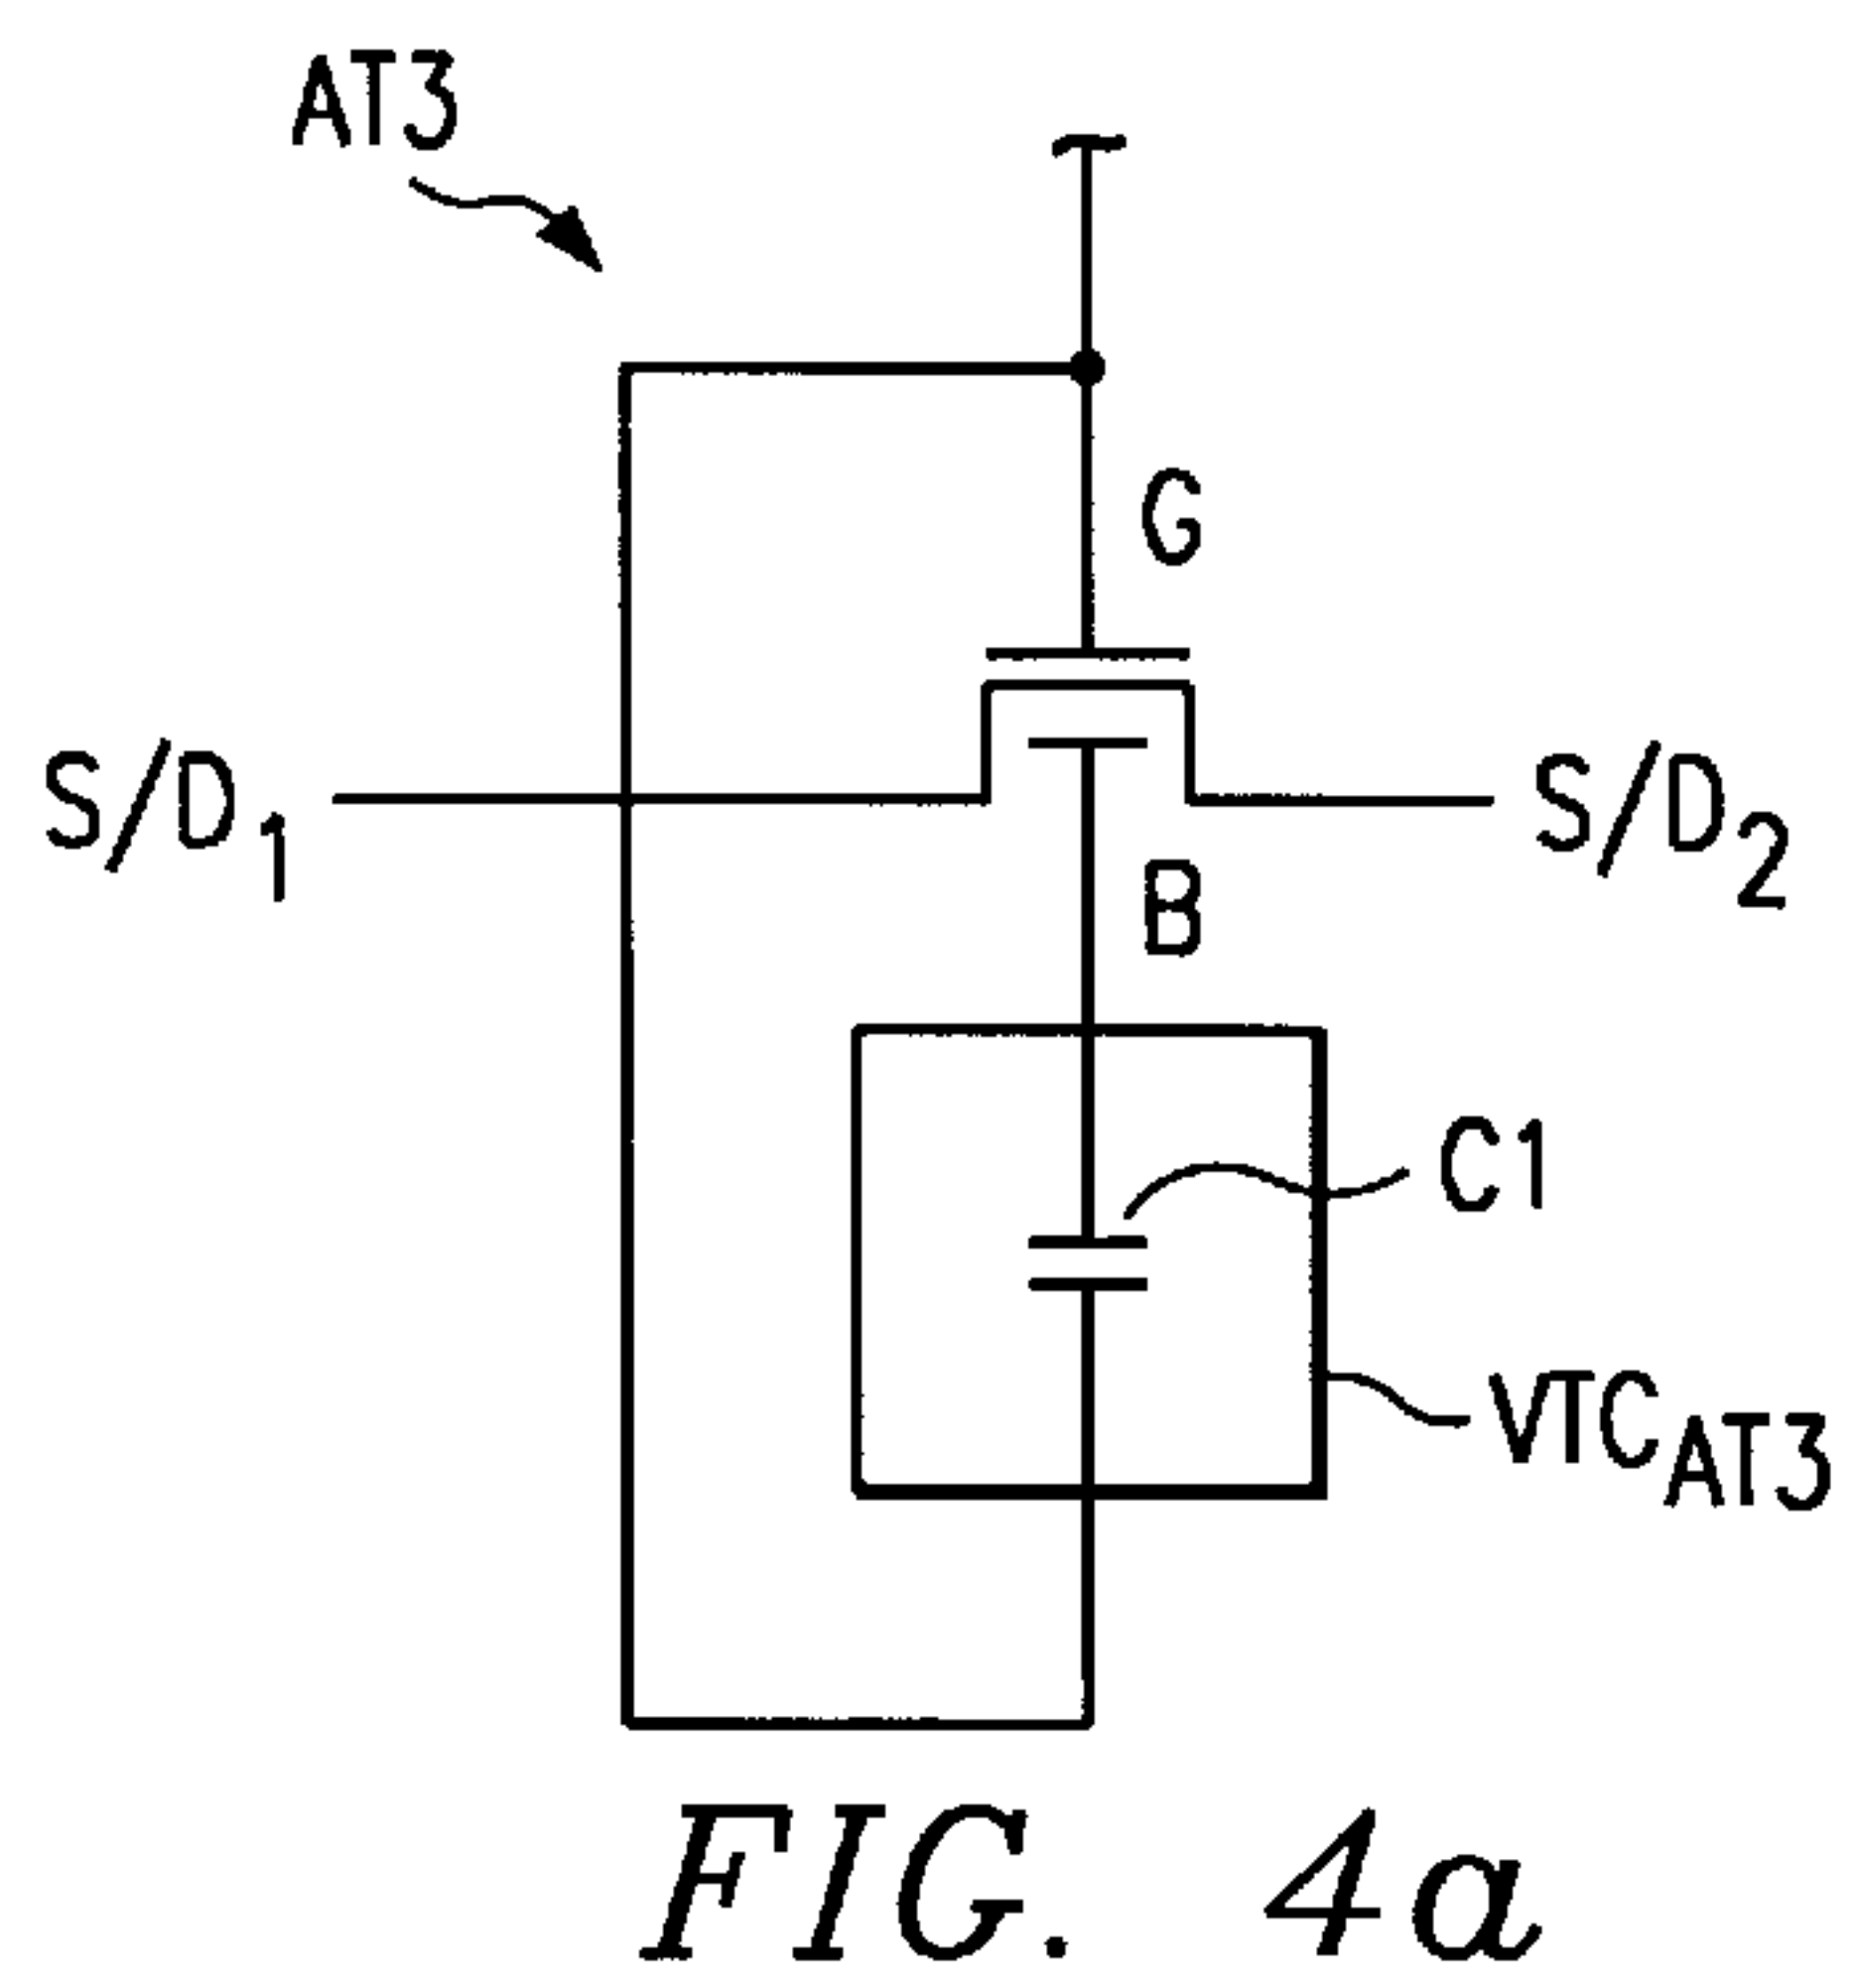 AT3
G
S/D1
S/D2
B
C1
VTCAT3
FIG. 4a